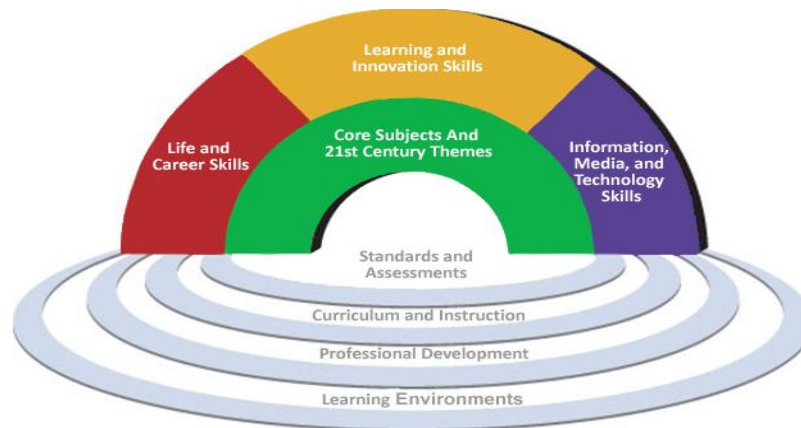 Learning and
Innovation Skills
Life and
Career Skills
Core Subjects And
21st Century Themes
Information,
Media, and
Technology
Skills
Standards and
Assessments
Curriculum and Instruction
Professional Development
Learning Environments